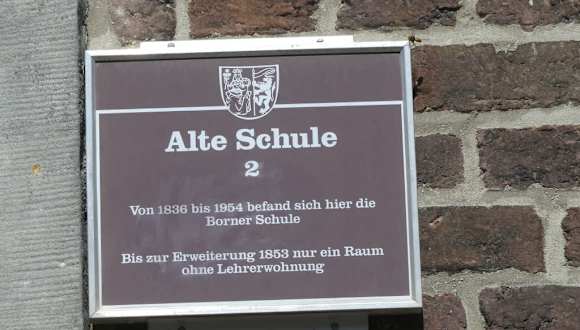 Alte Schule
2
Von 1836 bis 1954 befand sich hier die
Borner Schule
Bis zur Erweiterung 1853 nur ein Raum
ohne Lehrerwohnung